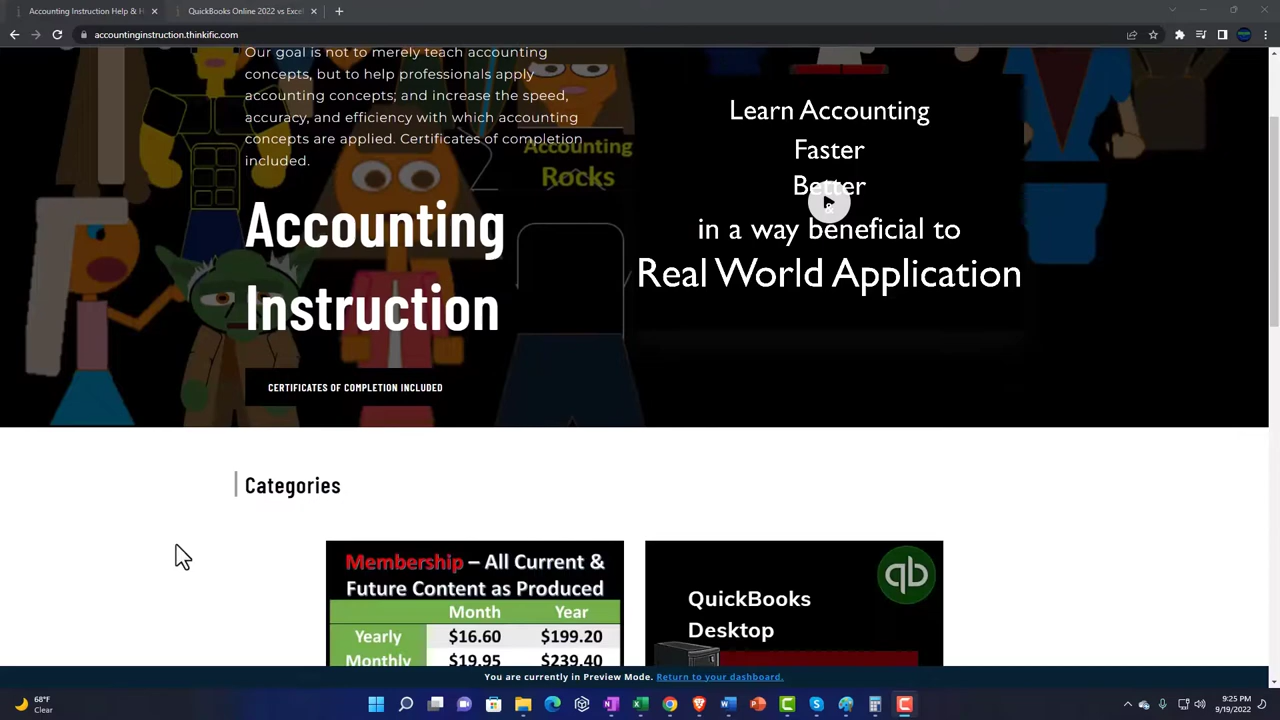 Accounting Instruction Help & H
QuickBooks Online 2022 vs Excel
accountinginstruction.thinkific.com
Our goal is not to merely teach accounting
concepts, but to help professionals apply
accounting concepts; and increase the speed,
accuracy, and efficiency with which accounting
concepts are applied. Certificates of completion
included.
Accounting
Instruction
CERTIFICATES OF COMPLETION INCLUDED
Accounting
Rocks
Learn Accounting
Faster
Better
&
in a way beneficial to
Real World Application
Categories
Membership – All Current &
Future Content as Produced
Month Year
Yearly $16.60 $199.20
Monthly $19.95 $239.40
qb
QuickBooks
Desktop
You are currently in Preview Mode. Return to your dashboard.
68°F
Clear
9:25 PM
9/19/2022